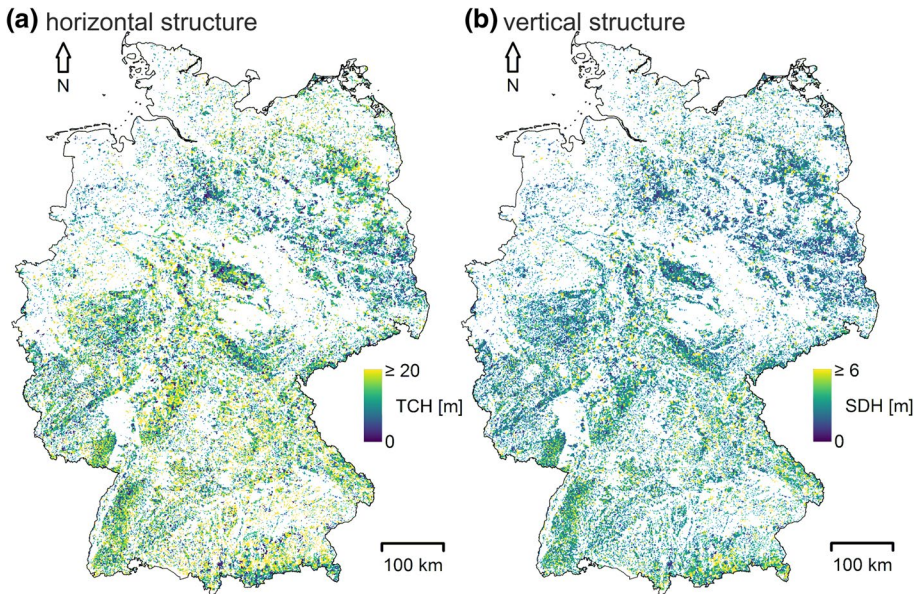 (a) horizontal structure
N
≥ 20
TCH [m]
0
100 km
(b) vertical structure
N
≥ 6
SDH [m]
0
100 km